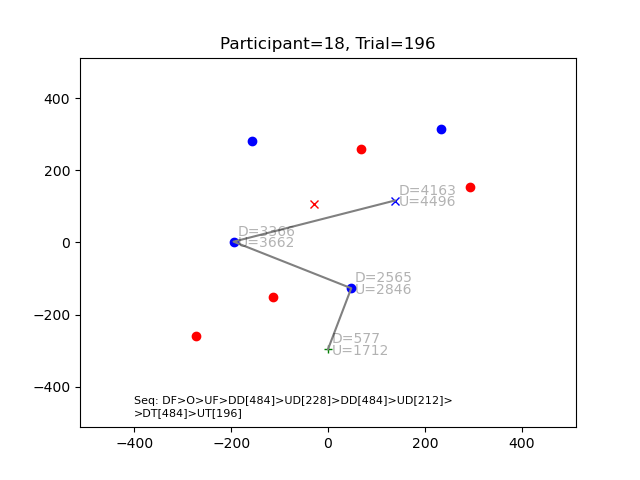 Participant=18, Trial=196
400
200
0
−200
−400
−400
−200
0
200
400
D=4163
U=4496
D=3366
U=3662
D=2565
U=2846
D=577
U=1712
Seq: DF>O>UF>DD[484]>UD[228]>DD[484]>UD[212]>
>DT[484]>UT[196]